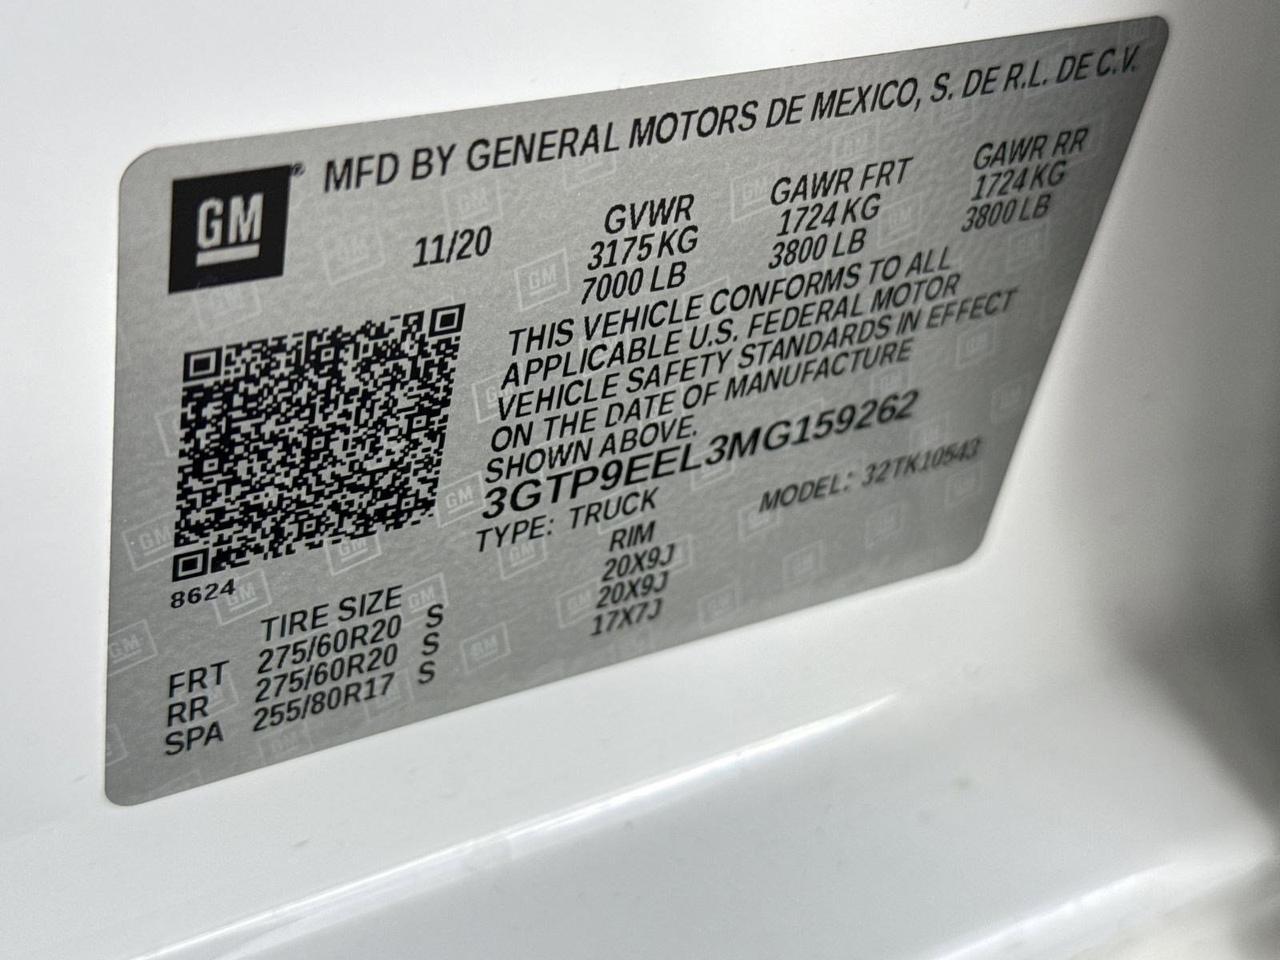 GM ® MFD BY GENERAL MOTORS DE MEXICO, S. DE R.L. DE C.V.
11/20 GVWR GAWR FRT GAWR RR
3175 KG 1724 KG 1724 KG
7000 LB 3800 LB 3800 LB
THIS VEHICLE CONFORMS TO ALL
APPLICABLE U.S. FEDERAL MOTOR
VEHICLE SAFETY STANDARDS IN EFFECT
ON THE DATE OF MANUFACTURE
SHOWN ABOVE.
3GTP9EEL3MG159262
TYPE: TRUCK MODEL: 32TK10543
8624
TIRE SIZE RIM
FRT 275/60R20 S 20X9J
RR 275/60R20 S 20X9J
SPA 255/80R17 S 17X7J